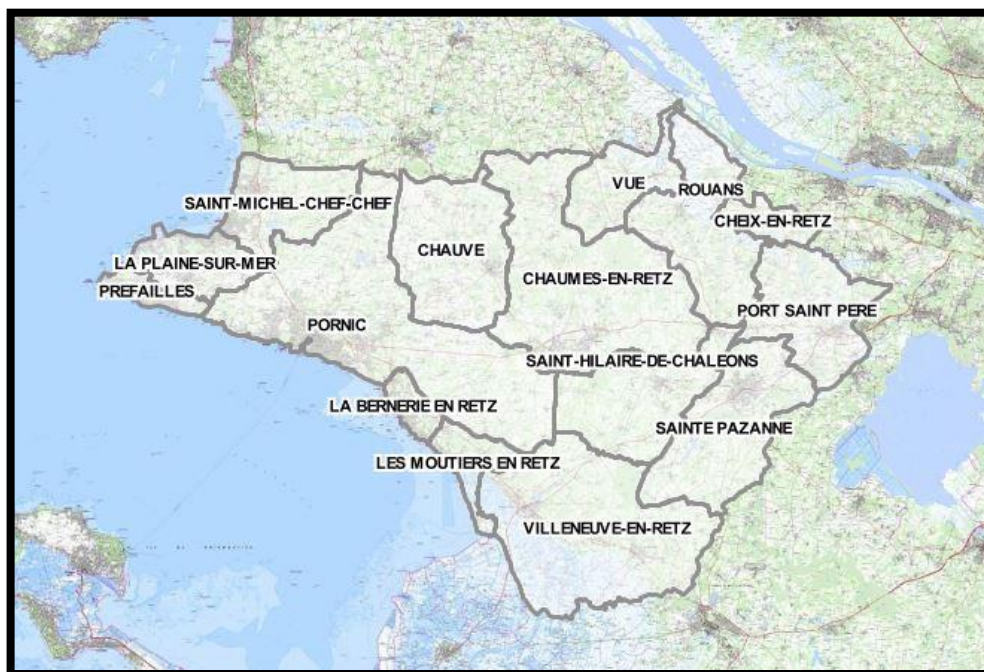 VUE
ROUANS
SAINT-MICHEL-CHEF-CHEF
CHEIX-EN-RETZ
CHAUVE
LA PLAINE-SUR-MER
CHAUMES-EN-RETZ
PREFAILLES
PORT SAINT PERE
PORNIC
SAINT-HILAIRE-DE-CHALEONS
LA BERNERIE EN RETZ
SAINTE PAZANNE
LES MOUTIERS EN RETZ
VILLENEUVE-EN-RETZ